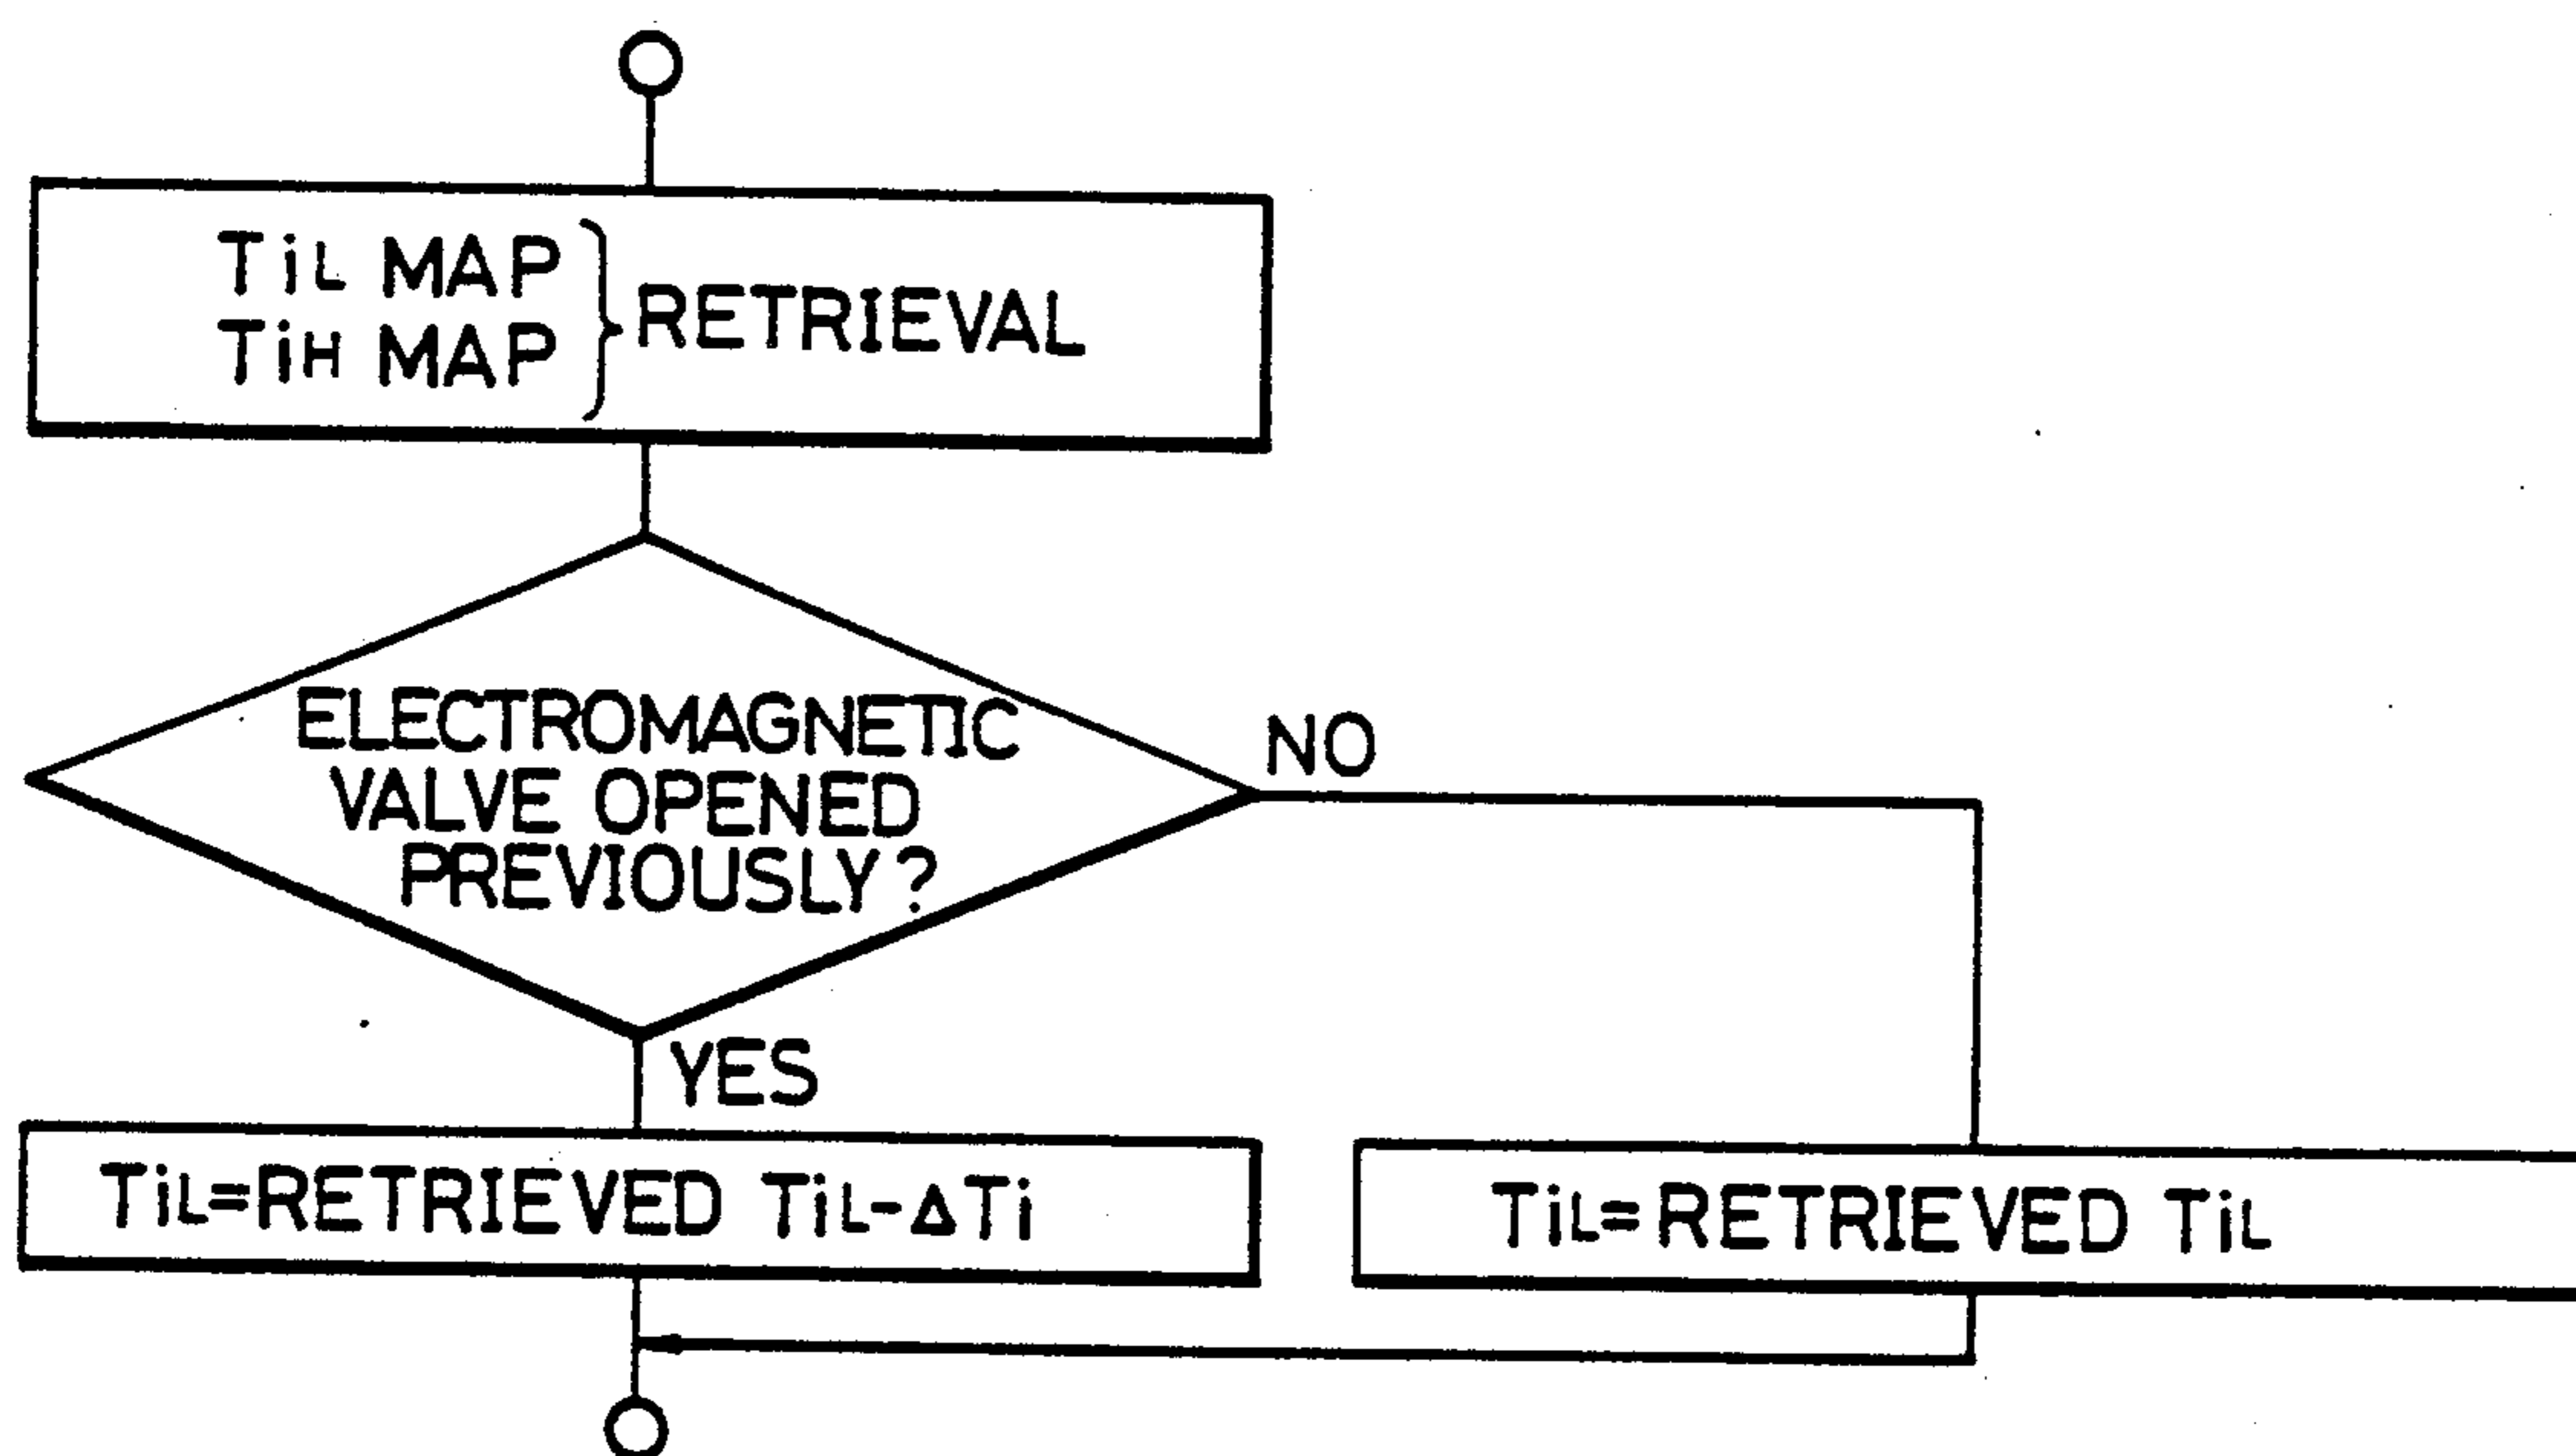 TiL MAP
TiH MAP
RETRIEVAL
ELECTROMAGNETIC
VALVE OPENED
PREVIOUSLY?
NO
YES
TiL=RETRIEVED TiL-ΔTi
TiL=RETRIEVED TiL